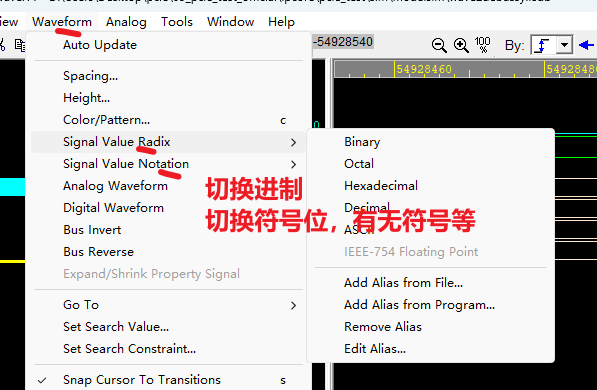 iew Waveform Analog Tools Window Help
Auto Update
-54928540
100
%
By:
Spacing...
Height...
Color/Pattern... c
Signal Value Radix
Signal Value Notation
Analog Waveform
Digital Waveform
Bus Invert
Bus Reverse
Expand/Shrink Property Signal
Go To
Set Search Value...
Set Search Constraint...
Snap Cursor To Transitions s
54928460 54928480
Binary
Octal
Hexadecimal
Decimal
ASCII
IEEE-754 Floating Point
Add Alias from File...
Add Alias from Program...
Remove Alias
Edit Alias...
切换进制
切换符号位，有无符号等